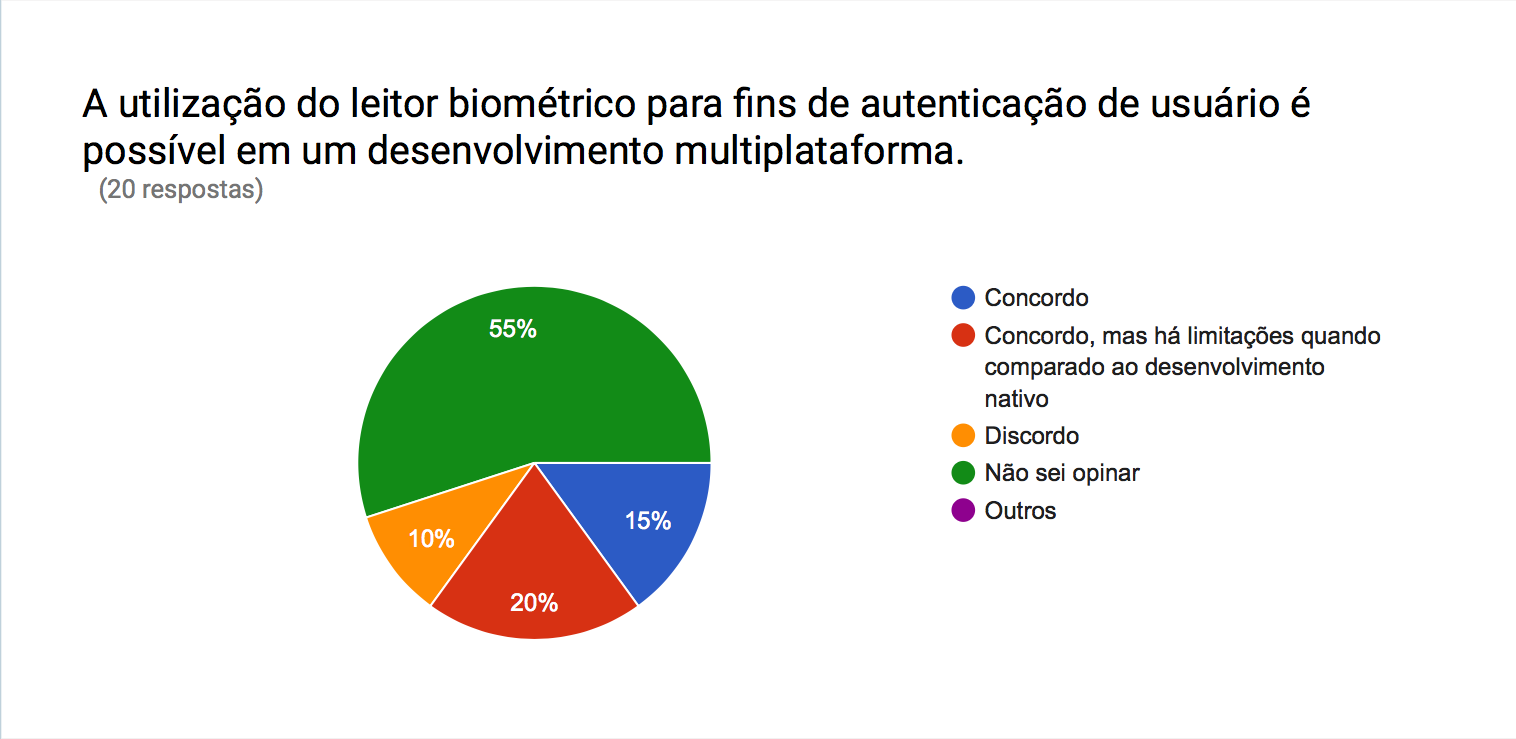 A utilização do leitor biométrico para fins de autenticação de usuário é
possível em um desenvolvimento multiplataforma.
(20 respostas)
55%
15%
10%
20%
Concordo
Concordo, mas há limitações quando
comparado ao desenvolvimento
nativo
Discordo
Não sei opinar
Outros